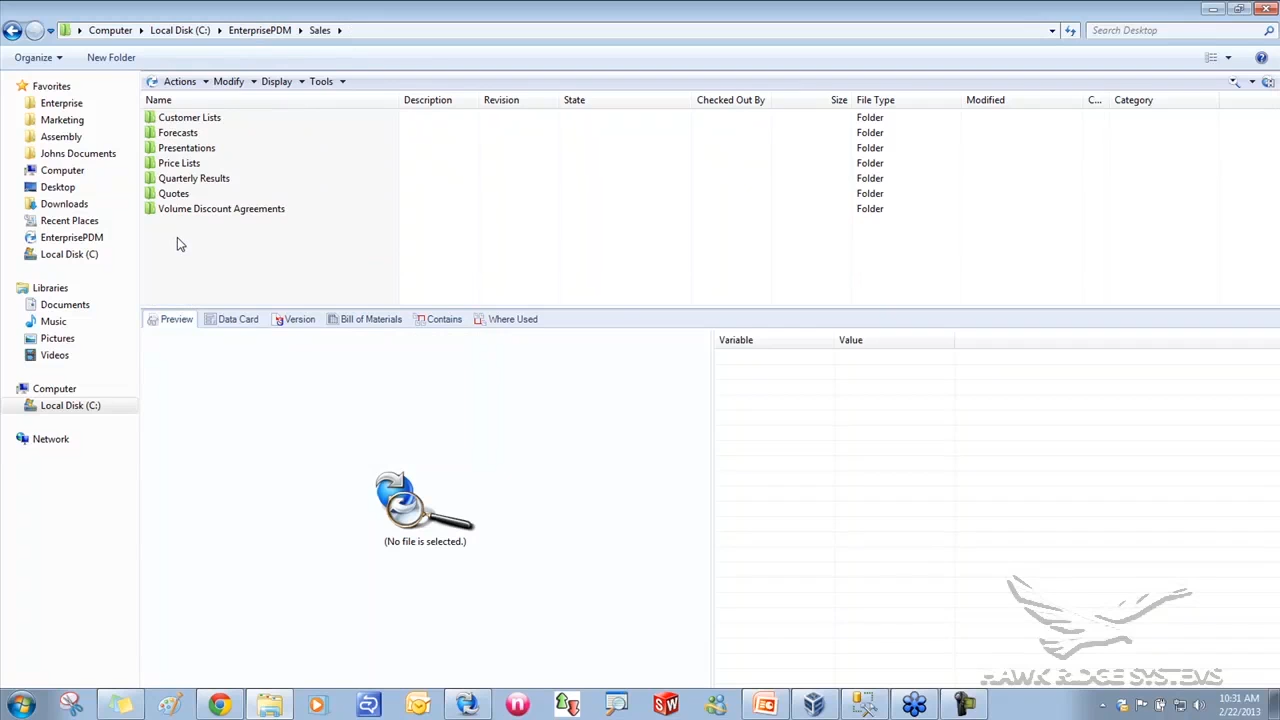 Computer Local Disk (C:) EnterprisePDM Sales Search Desktop
Organize New Folder
Actions Modify Display Tools
Name Description Revision State Checked Out By Size File Type Modified C... Category
Customer Lists Folder
Forecasts Folder
Presentations Folder
Price Lists Folder
Quarterly Results Folder
Quotes Folder
Volume Discount Agreements Folder
Favorites
Enterprise
Marketing
Assembly
Johns Documents
Computer
Desktop
Downloads
Recent Places
EnterprisePDM
Local Disk (C)
Libraries
Documents
Music
Pictures
Videos
Computer
Local Disk (C:)
Network
Preview Data Card Version Bill of Materials Contains Where Used
Variable Value
(No file is selected.)
HAWK RIDGE SYSTEMS
10:31 AM
2/22/2013